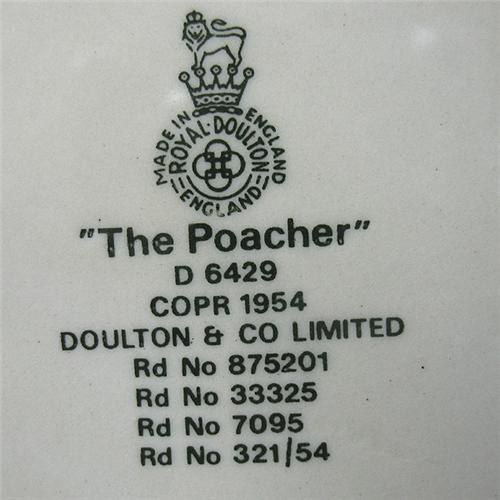 MADE IN ENGLAND
ROYAL·DOULTON
ENGLAND
"The Poacher"
D 6429
COPR 1954
DOULTON & CO LIMITED
Rd No 875201
Rd No 33325
Rd No 7095
Rd No 321/54